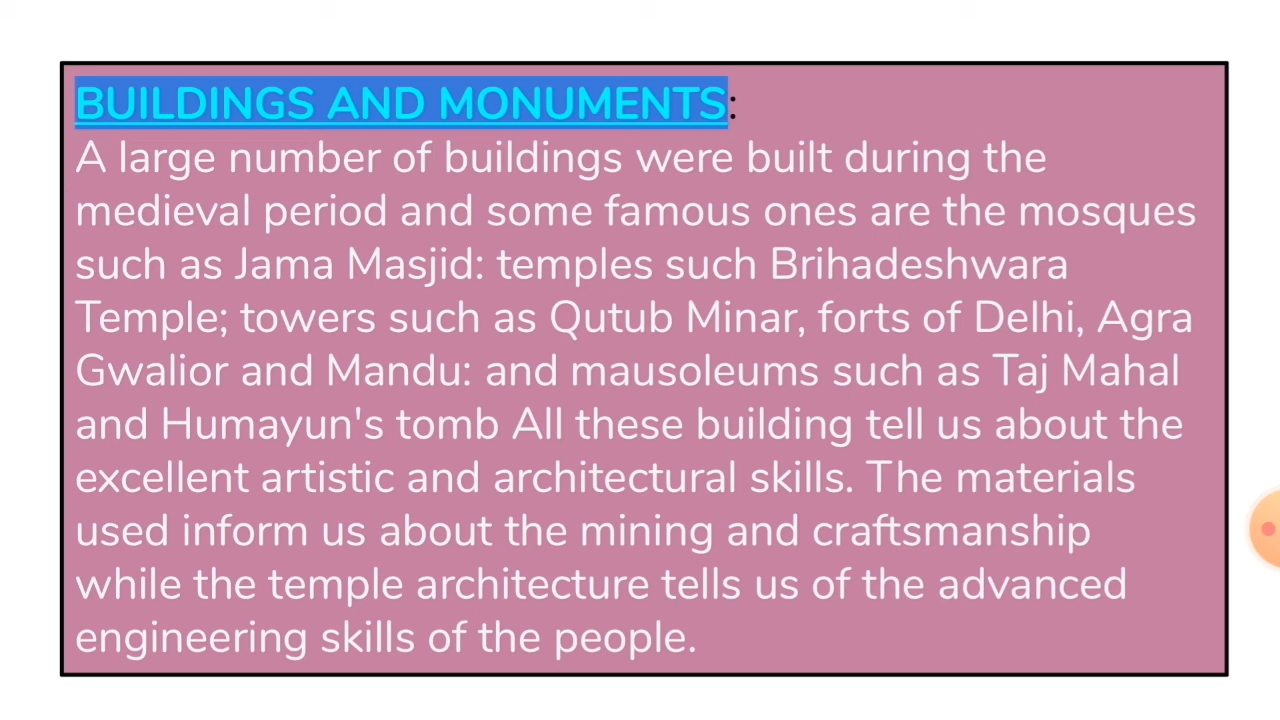 BUILDINGS AND MONUMENTS:
A large number of buildings were built during the
medieval period and some famous ones are the mosques
such as Jama Masjid: temples such Brihadeshwara
Temple; towers such as Qutub Minar, forts of Delhi, Agra
Gwalior and Mandu: and mausoleums such as Taj Mahal
and Humayun's tomb All these building tell us about the
excellent artistic and architectural skills. The materials
used inform us about the mining and craftsmanship
while the temple architecture tells us of the advanced
engineering skills of the people.